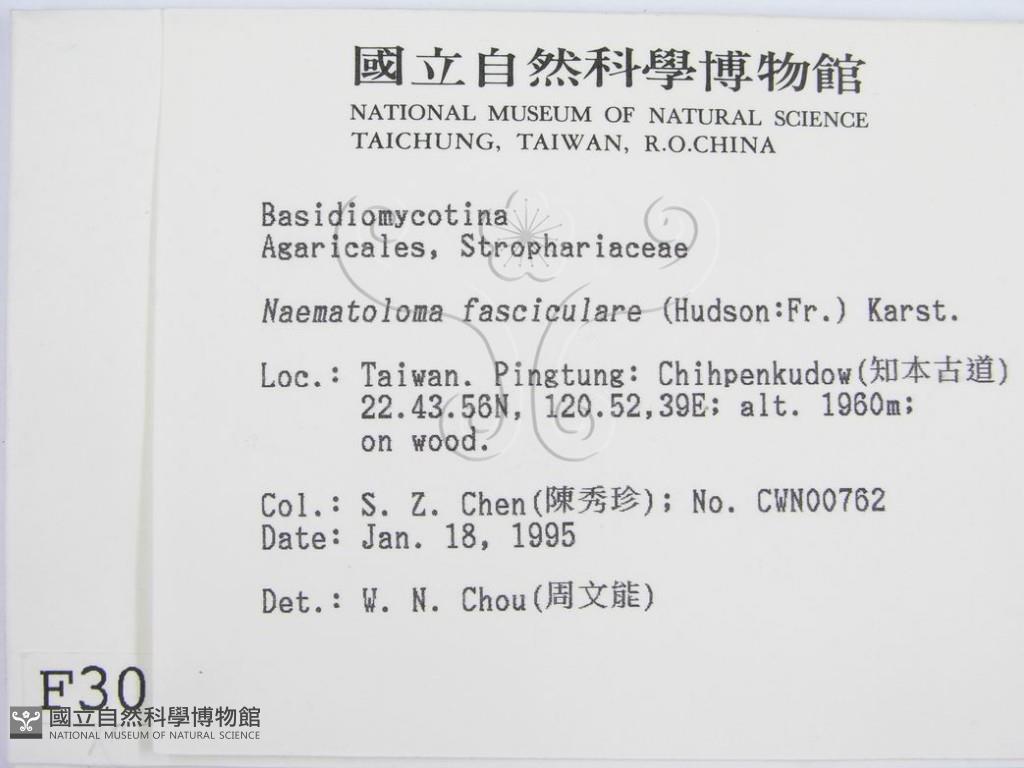 國立自然科學博物館
NATIONAL MUSEUM OF NATURAL SCIENCE
TAICHUNG, TAIWAN, R.O.CHINA
Basidiomycotina
Agaricales, Strophariaceae
Naematoloma fasciculare (Hudson:Fr.) Karst.
Loc.: Taiwan. Pingtung: Chihpenkudow(知本古道)
22.43.56N, 120.52,39E; alt. 1960m;
on wood.
Col.: S. Z. Chen(陳秀珍); No. CWN00762
Date: Jan. 18, 1995
Det.: W. N. Chou(周文能)
F30
國立自然科學博物館
NATIONAL MUSEUM OF NATURAL SCIENCE